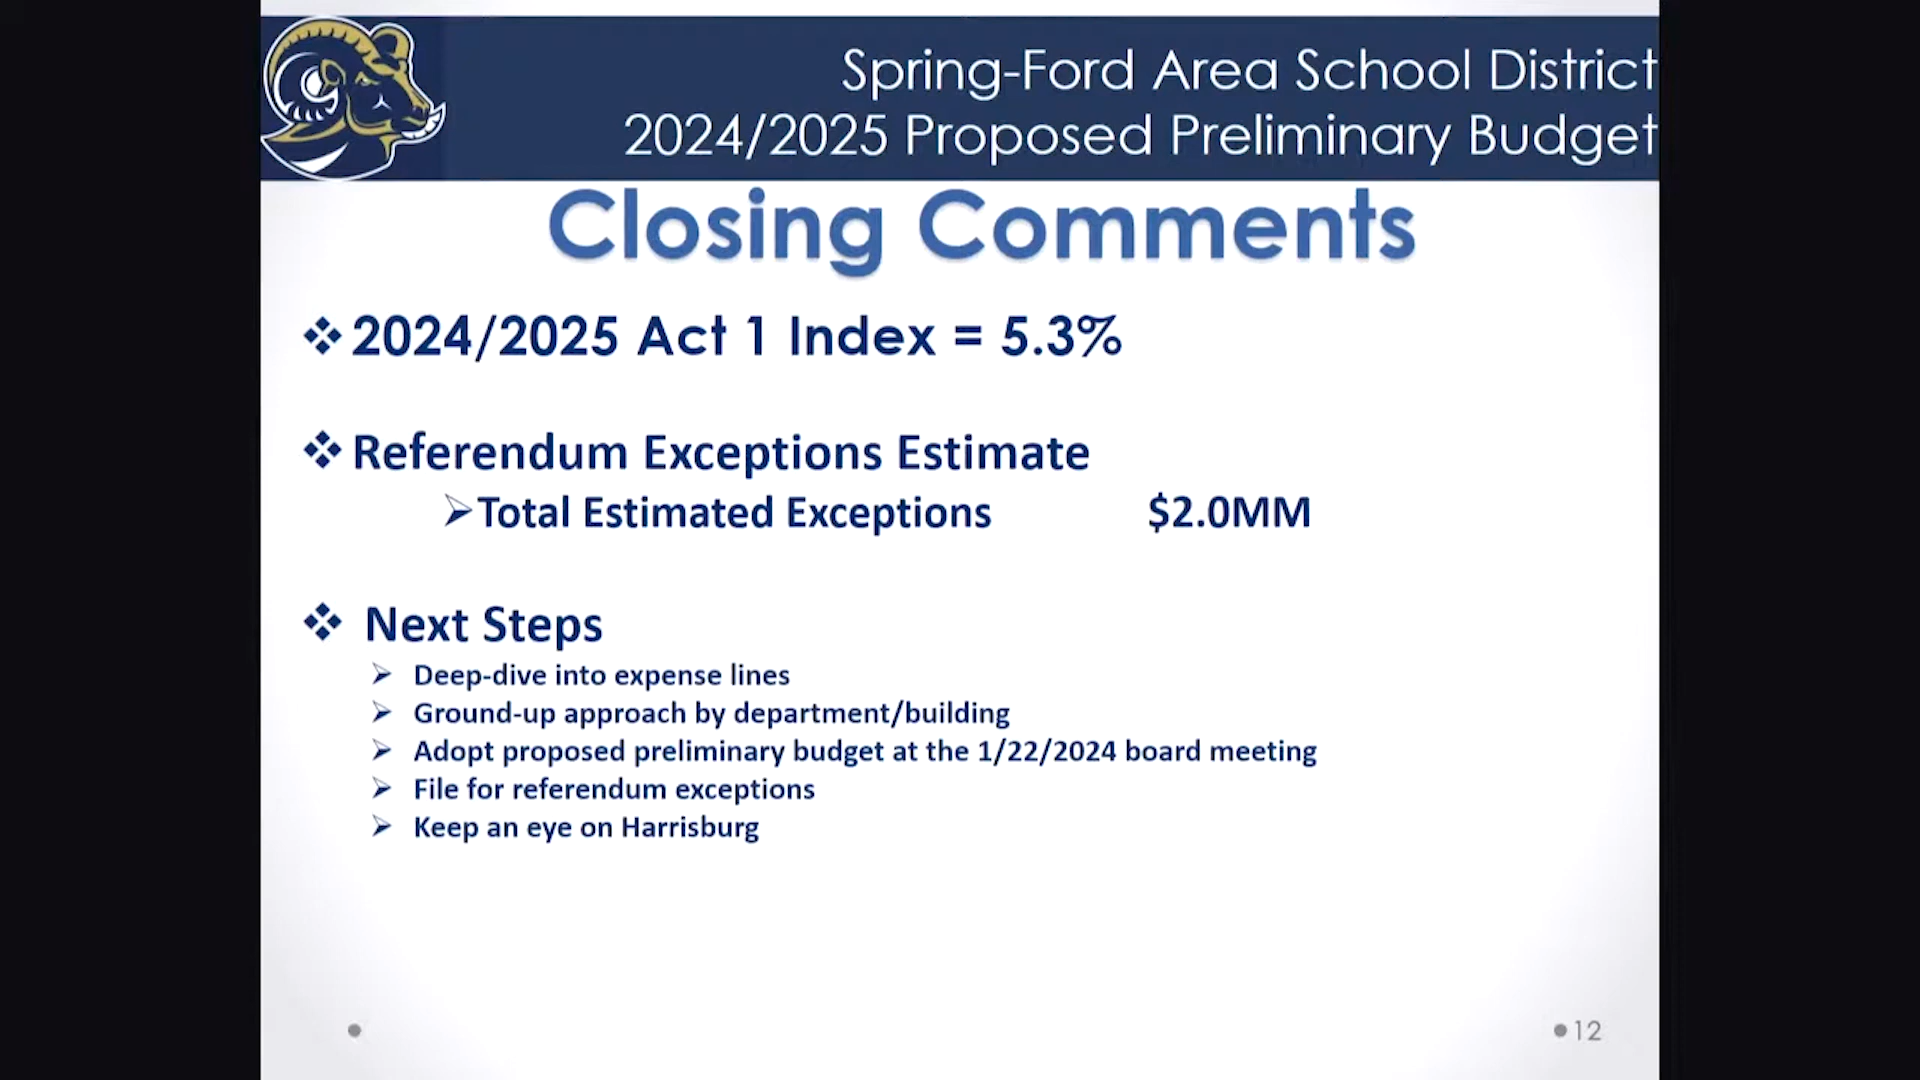 Spring-Ford Area School District
2024/2025 Proposed Preliminary Budget
Closing Comments
2024/2025 Act 1 Index = 5.3%
Referendum Exceptions Estimate
Total Estimated Exceptions $2.0MM
Next Steps
Deep-dive into expense lines
Ground-up approach by department/building
Adopt proposed preliminary budget at the 1/22/2024 board meeting
File for referendum exceptions
Keep an eye on Harrisburg
12